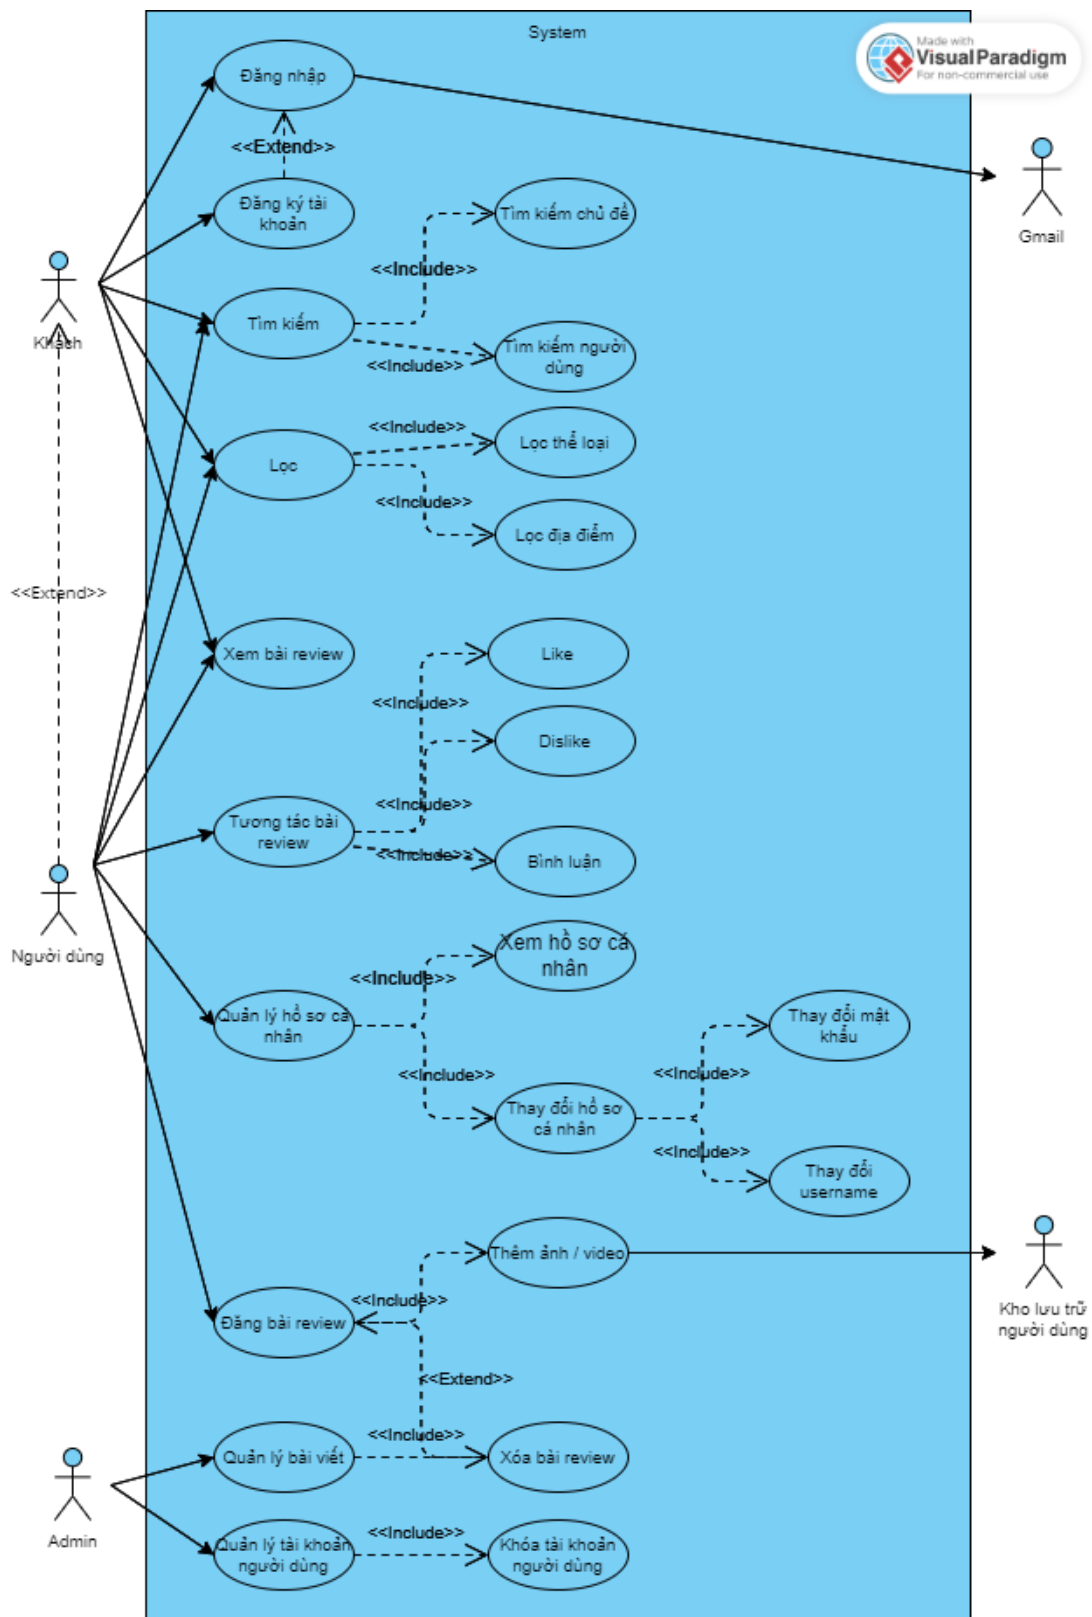 System
Made with
Visual Paradigm
For non-commercial use
Đăng nhập
<<Extend>>
Gmail
Đăng ký tài
khoản
Tìm kiếm chủ đề
<<Include>>
Khách
Tìm kiếm
<<Include>>
Tìm kiếm người
dùng
<<Include>>
Lọc thể loại
Lọc
<<Include>>
Lọc địa điểm
<<Extend>>
Xem bài review
Like
<<Include>>
Dislike
<<Include>>
Tương tác bài
review
<<Include>>
Bình luận
Người dùng
Xem hồ sơ cá
nhân
<<Include>>
Quản lý hồ sơ cá
nhân
Thay đổi mật
khẩu
<<Include>>
<<Include>>
Thay đổi hồ sơ
cá nhân
<<Include>>
Thay đổi
username
Thêm ảnh / video
<<Include>>
Kho lưu trữ
người dùng
Đăng bài review
<<Extend>>
<<Include>>
Quản lý bài viết
Xóa bài review
Admin
<<Include>>
Quản lý tài khoản
người dùng
Khóa tài khoản
người dùng